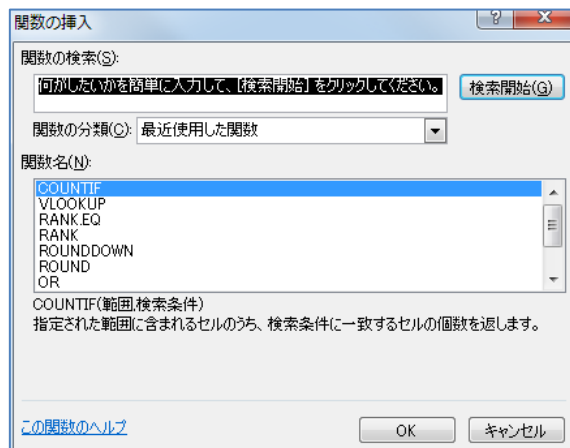 関数の挿入
関数の検索(S):
何がしたいかを簡単に入力して、[検索開始] をクリックしてください。
検索開始(G)
関数の分類(C): 最近使用した関数
関数名(N):
COUNTIF
VLOOKUP
RANK.EQ
RANK
ROUNDDOWN
ROUND
OR
COUNTIF(範囲,検索条件)
指定された範囲に含まれるセルのうち、検索条件に一致するセルの個数を返します。
この関数のヘルプ
OK キャンセル